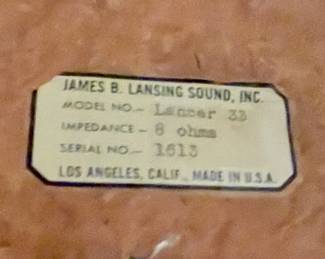 JAMES B. LANSING SOUND, INC.
MODEL NO.– Lancer 33
IMPEDANCE – 8 ohms
SERIAL NO.– 1613
LOS ANGELES, CALIF., MADE IN U.S.A.